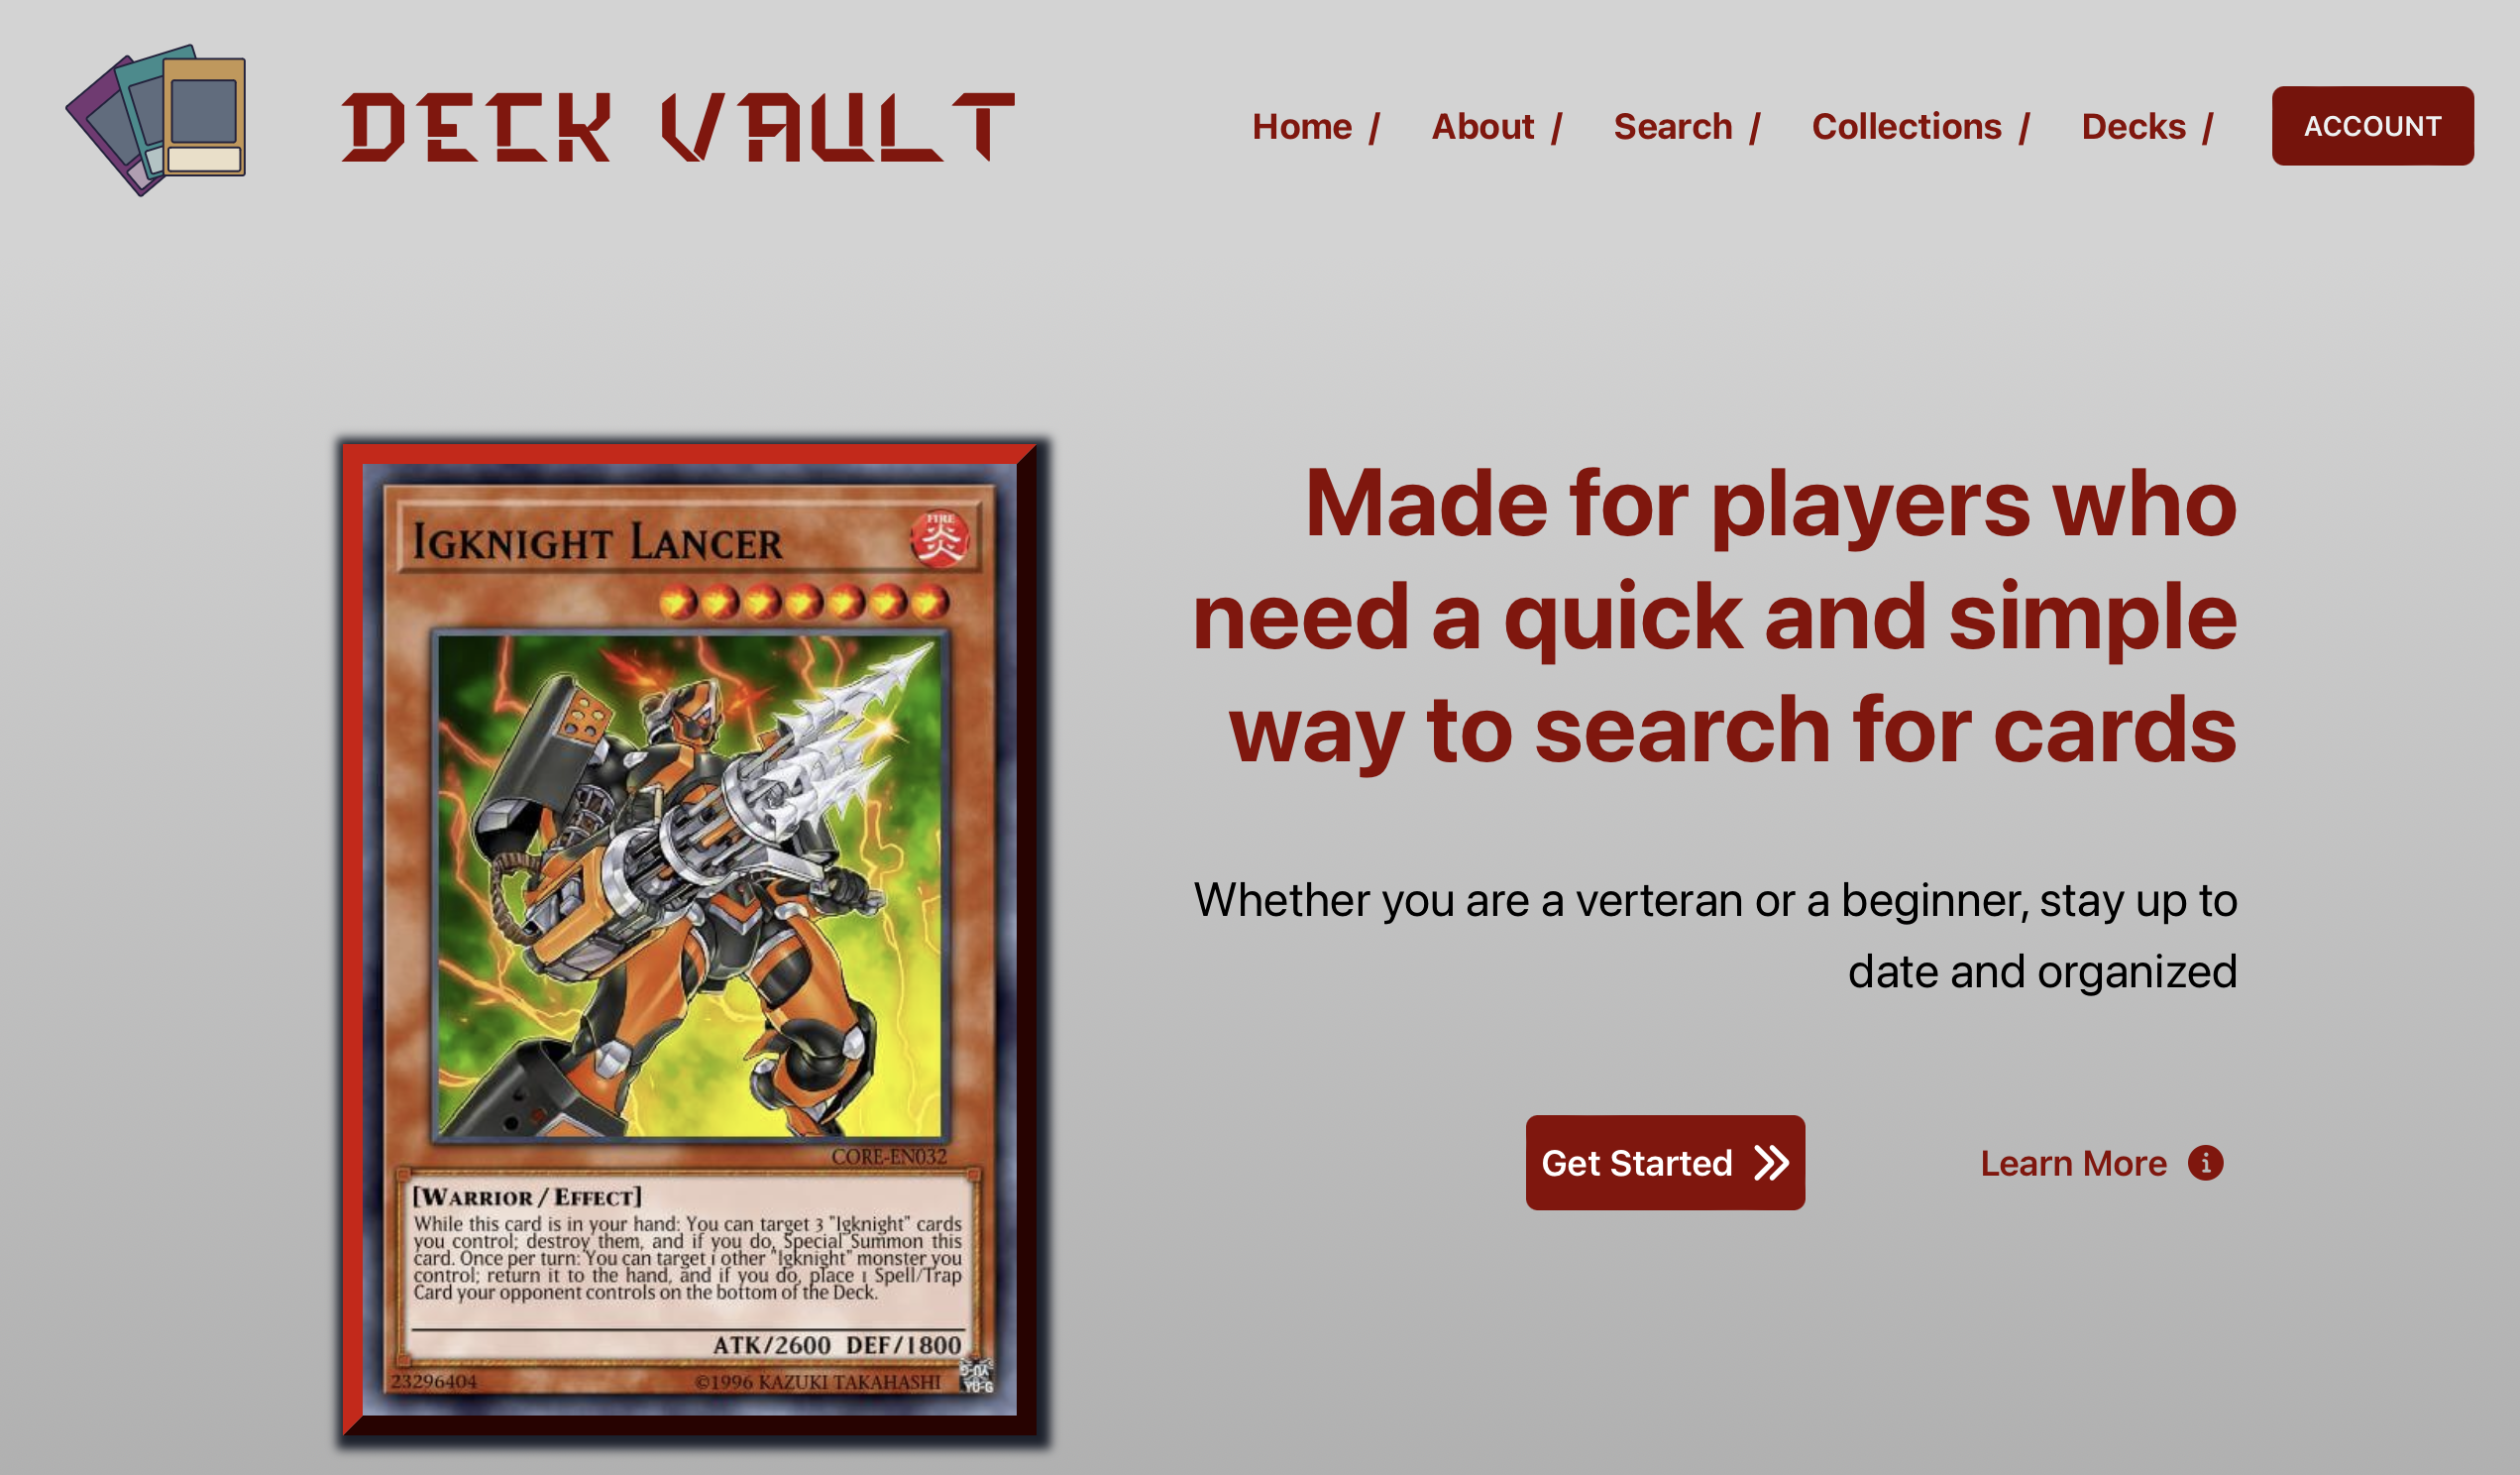 DECK VAULT
Home / About / Search / Collections / Decks / ACCOUNT
IGKNIGHT LANCER
FIRE
炎
CORE-EN032
[WARRIOR / EFFECT]
While this card is in your hand: You can target 3 "Igknight" cards
you control; destroy them, and if you do, Special Summon this
card. Once per turn: You can target 1 other "Igknight" monster you
control; return it to the hand, and if you do, place 1 Spell/Trap
Card your opponent controls on the bottom of the Deck.
ATK/2600 DEF/1800
23296404 ©1996 KAZUKI TAKAHASHI
Made for players who
need a quick and simple
way to search for cards
Whether you are a verteran or a beginner, stay up to
date and organized
Get Started
Learn More